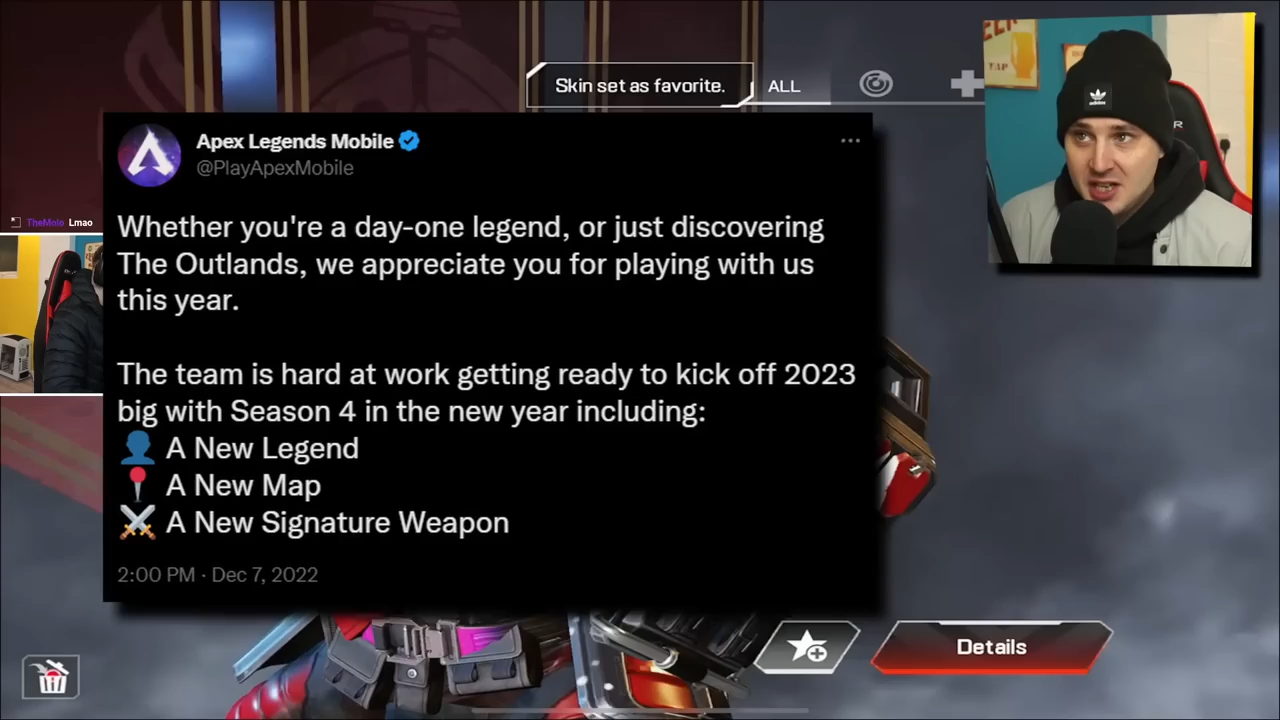 Skin set as favorite.
ALL
Apex Legends Mobile
@PlayApexMobile
TheMolo Lmao
Whether you're a day-one legend, or just discovering
The Outlands, we appreciate you for playing with us
this year.
The team is hard at work getting ready to kick off 2023
big with Season 4 in the new year including:
👤 A New Legend
📍 A New Map
⚔️ A New Signature Weapon
2:00 PM · Dec 7, 2022
Details
adidas
TAP